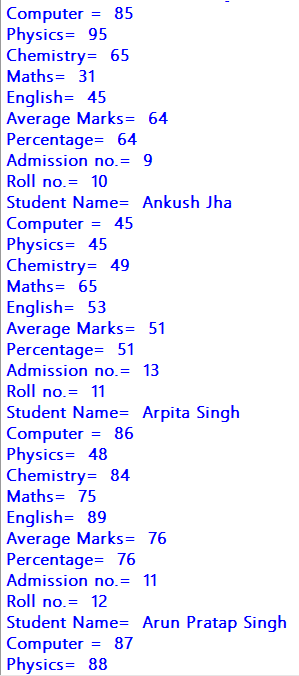 Computer =  85
Physics=  95
Chemistry=  65
Maths=  31
English=  45
Average Marks=  64
Percentage=  64
Admission no.=  9
Roll no.=  10
Student Name=  Ankush Jha
Computer =  45
Physics=  45
Chemistry=  49
Maths=  65
English=  53
Average Marks=  51
Percentage=  51
Admission no.=  13
Roll no.=  11
Student Name=  Arpita Singh
Computer =  86
Physics=  48
Chemistry=  84
Maths=  75
English=  89
Average Marks=  76
Percentage=  76
Admission no.=  11
Roll no.=  12
Student Name=  Arun Pratap Singh
Computer =  87
Physics=  88